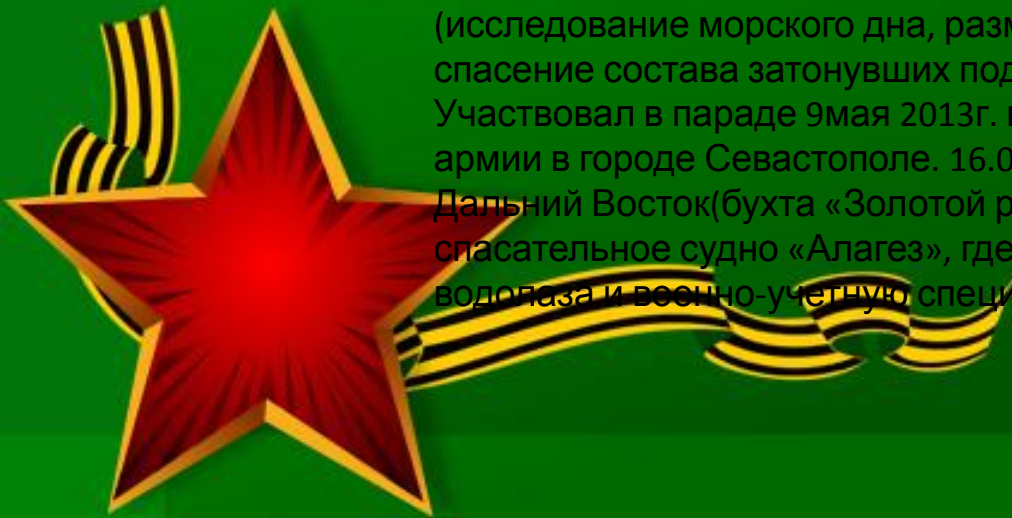 (исследование морского дна, разм
спасение состава затонувших под
Участвовал в параде 9мая 2013г.
армии в городе Севастополе. 16.0
Дальний Восток(бухта «Золотой р
спасательное судно «Алагез», где
водолаза и военно-учетную специ